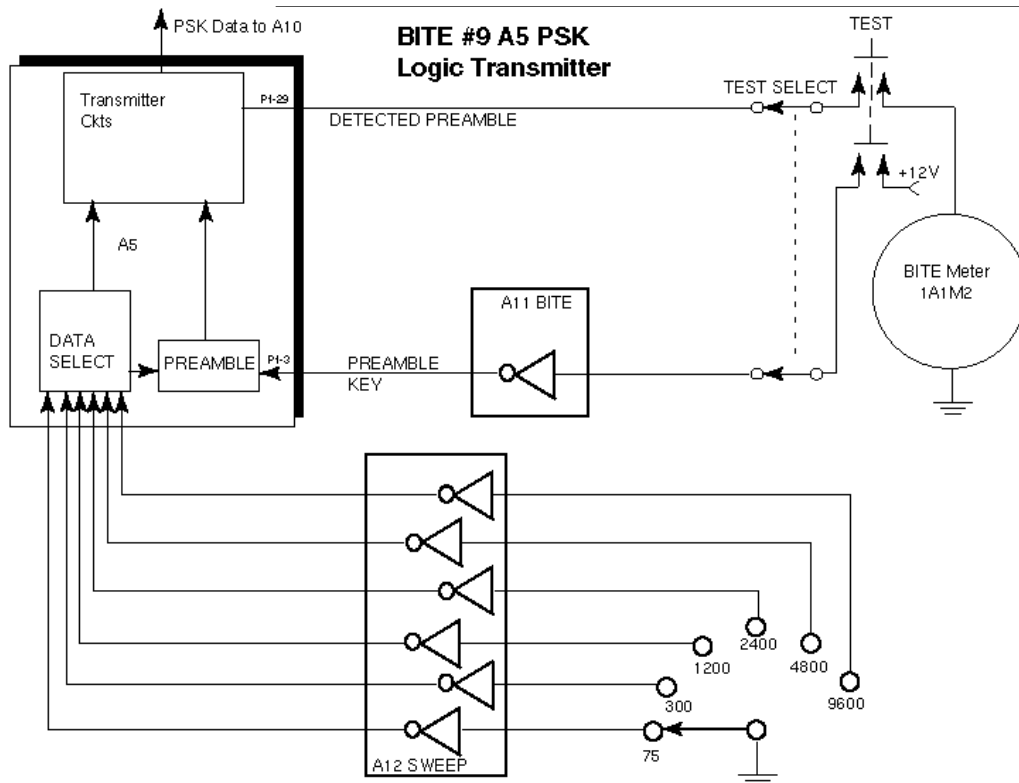 PSK Data to A10
BITE #9 A5 PSK
Logic Transmitter
TEST
Transmitter
Ckts
P1-29
DETECTED PREAMBLE
TEST SELECT
+12V
A5
BITE Meter
1A1M2
A11 BITE
DATA
SELECT
PREAMBLE
P1-3
PREAMBLE
KEY
2400
1200
4800
300
9600
75
A12 SWEEP